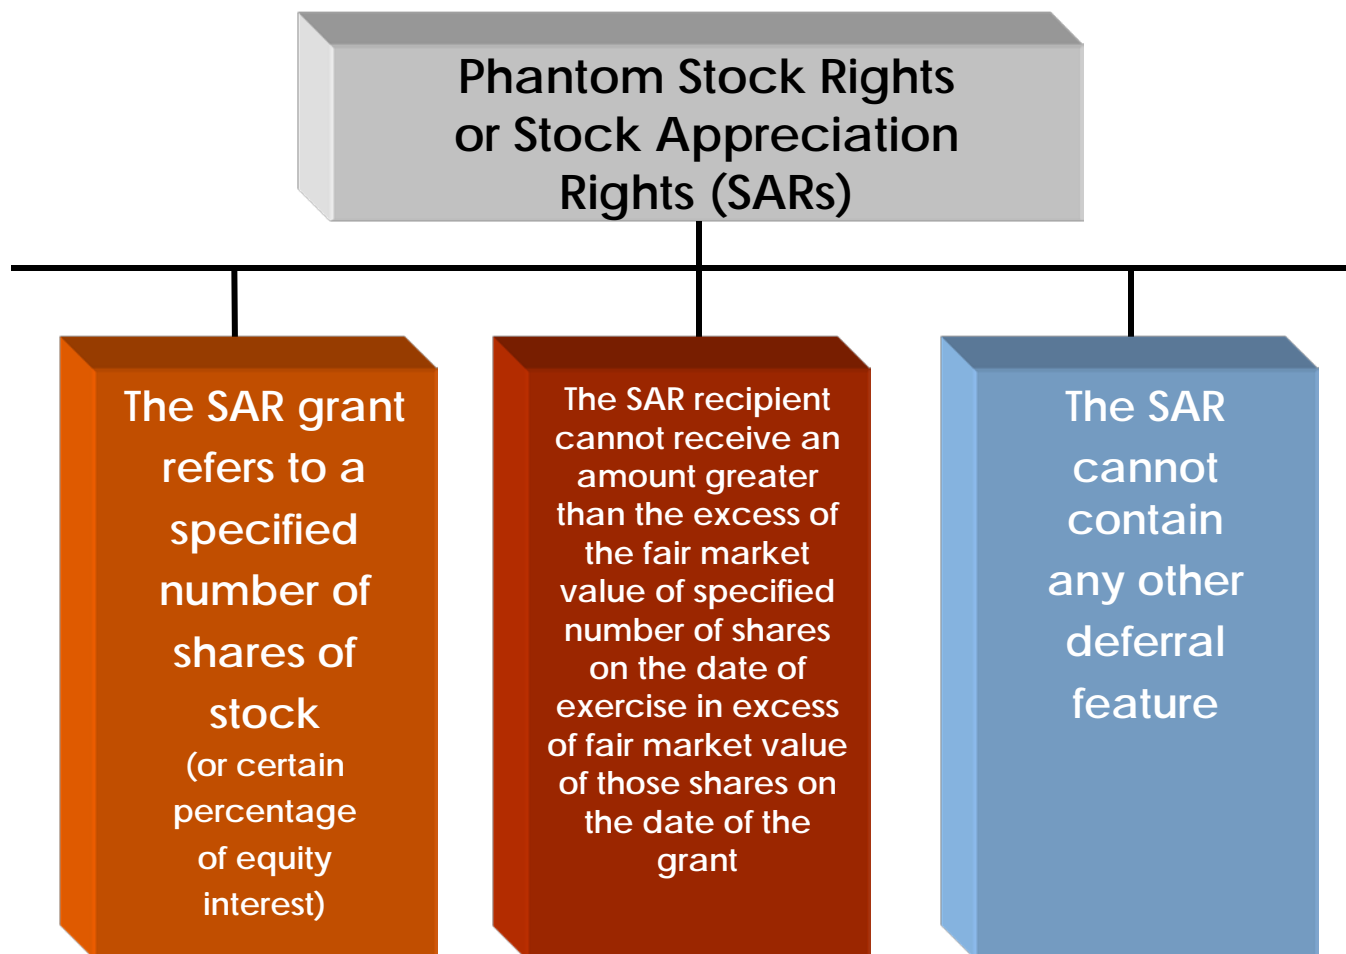 Phantom Stock Rights
or Stock Appreciation
Rights (SARs)
The SAR grant
refers to a
specified
number of
shares of
stock
(or certain
percentage
of equity
interest)
The SAR recipient
cannot receive an
amount greater
than the excess of
the fair market
value of specified
number of shares
on the date of
exercise in excess
of fair market value
of those shares on
the date of the
grant
The SAR
cannot
contain
any other
deferral
feature